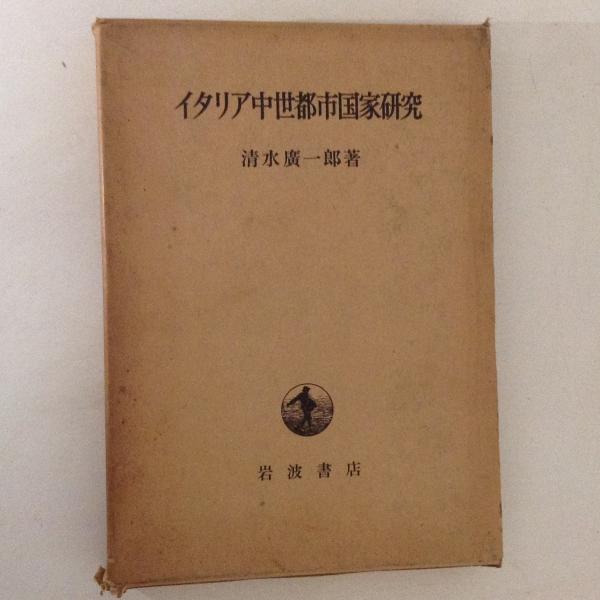 イタリア中世都市国家研究
清水廣一郎著
岩波書店